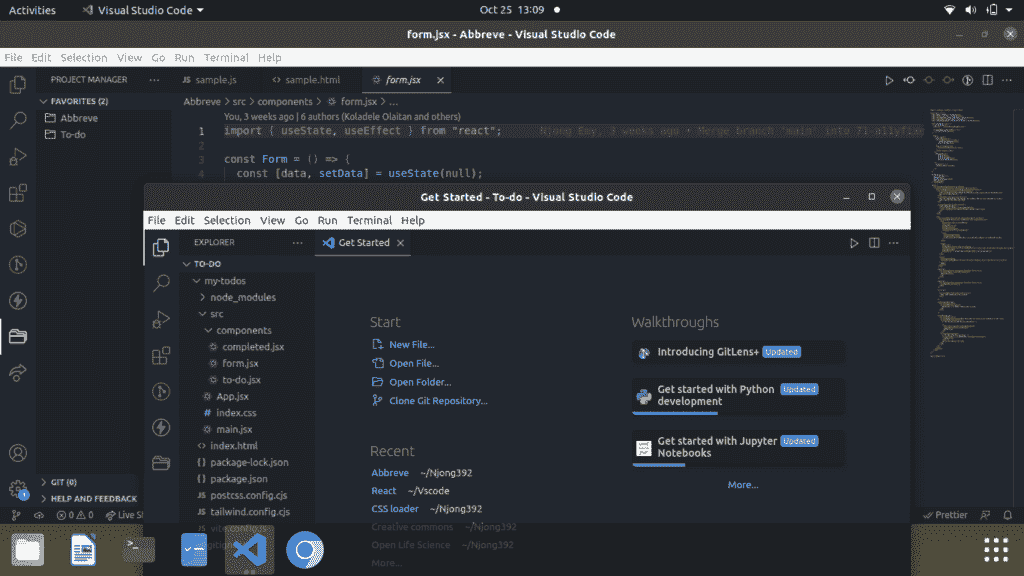 Activities
Visual Studio Code
Oct 25 13:09
form.jsx - Abbreve - Visual Studio Code
File Edit Selection View Go Run Terminal Help
PROJECT MANAGER ...
sample.js
sample.html
form.jsx
FAVORITES (2)
Abbreve
To-do
Abbreve > src > components > form.jsx > ...
You, 3 weeks ago | 6 authors (Koladele Olaitan and others)
1 import { useState, useEffect } from "react"; Njong Emy, 3 weeks ago • Merge branch 'main' into
2
3 const Form = () => {
4 const [data, setData] = useState(null);
Get Started - To-do - Visual Studio Code
File Edit Selection View Go Run Terminal Help
EXPLORER ...
Get Started
TO-DO
my-todos
node_modules
src
components
completed.jsx
form.jsx
to-do.jsx
App.jsx
# index.css
main.jsx
<> index.html
{} package-lock.json
{} package.json
JS postcss.config.cjs
JS tailwind.config.cjs
JS vite.config.js
.gitignore
Start
New File...
Open File...
Open Folder...
Clone Git Repository...
Recent
Abbreve ~/Njong392
React ~/Vscode
CSS loader ~/Njong392
Creative commons ~/Njong392
Open Life Science ~/Njong392
More...
Walkthroughs
Introducing GitLens+ Updated
Get started with Python development Updated
Get started with Jupyter Notebooks Updated
More...
GIT (0)
HELP AND FEEDBACK
1
0 0
Live S
Prettier